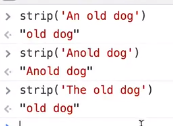 > strip('An old dog')
< "old dog"
> strip('Anold dog')
< "Anold dog"
> strip('The old dog')
< "old dog"
>